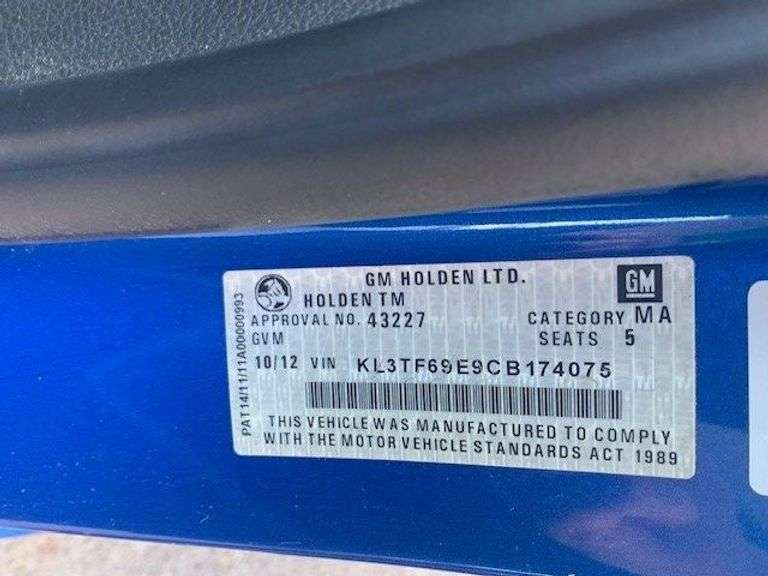 GM HOLDEN LTD.
GM
HOLDEN TM
APPROVAL NO. 43227
CATEGORY MA
GVM
SEATS 5
10/12 VIN KL3TF69E9CB174075
THIS VEHICLE WAS MANUFACTURED TO COMPLY
WITH THE MOTOR VEHICLE STANDARDS ACT 1989
PAT14/11/11A00000993